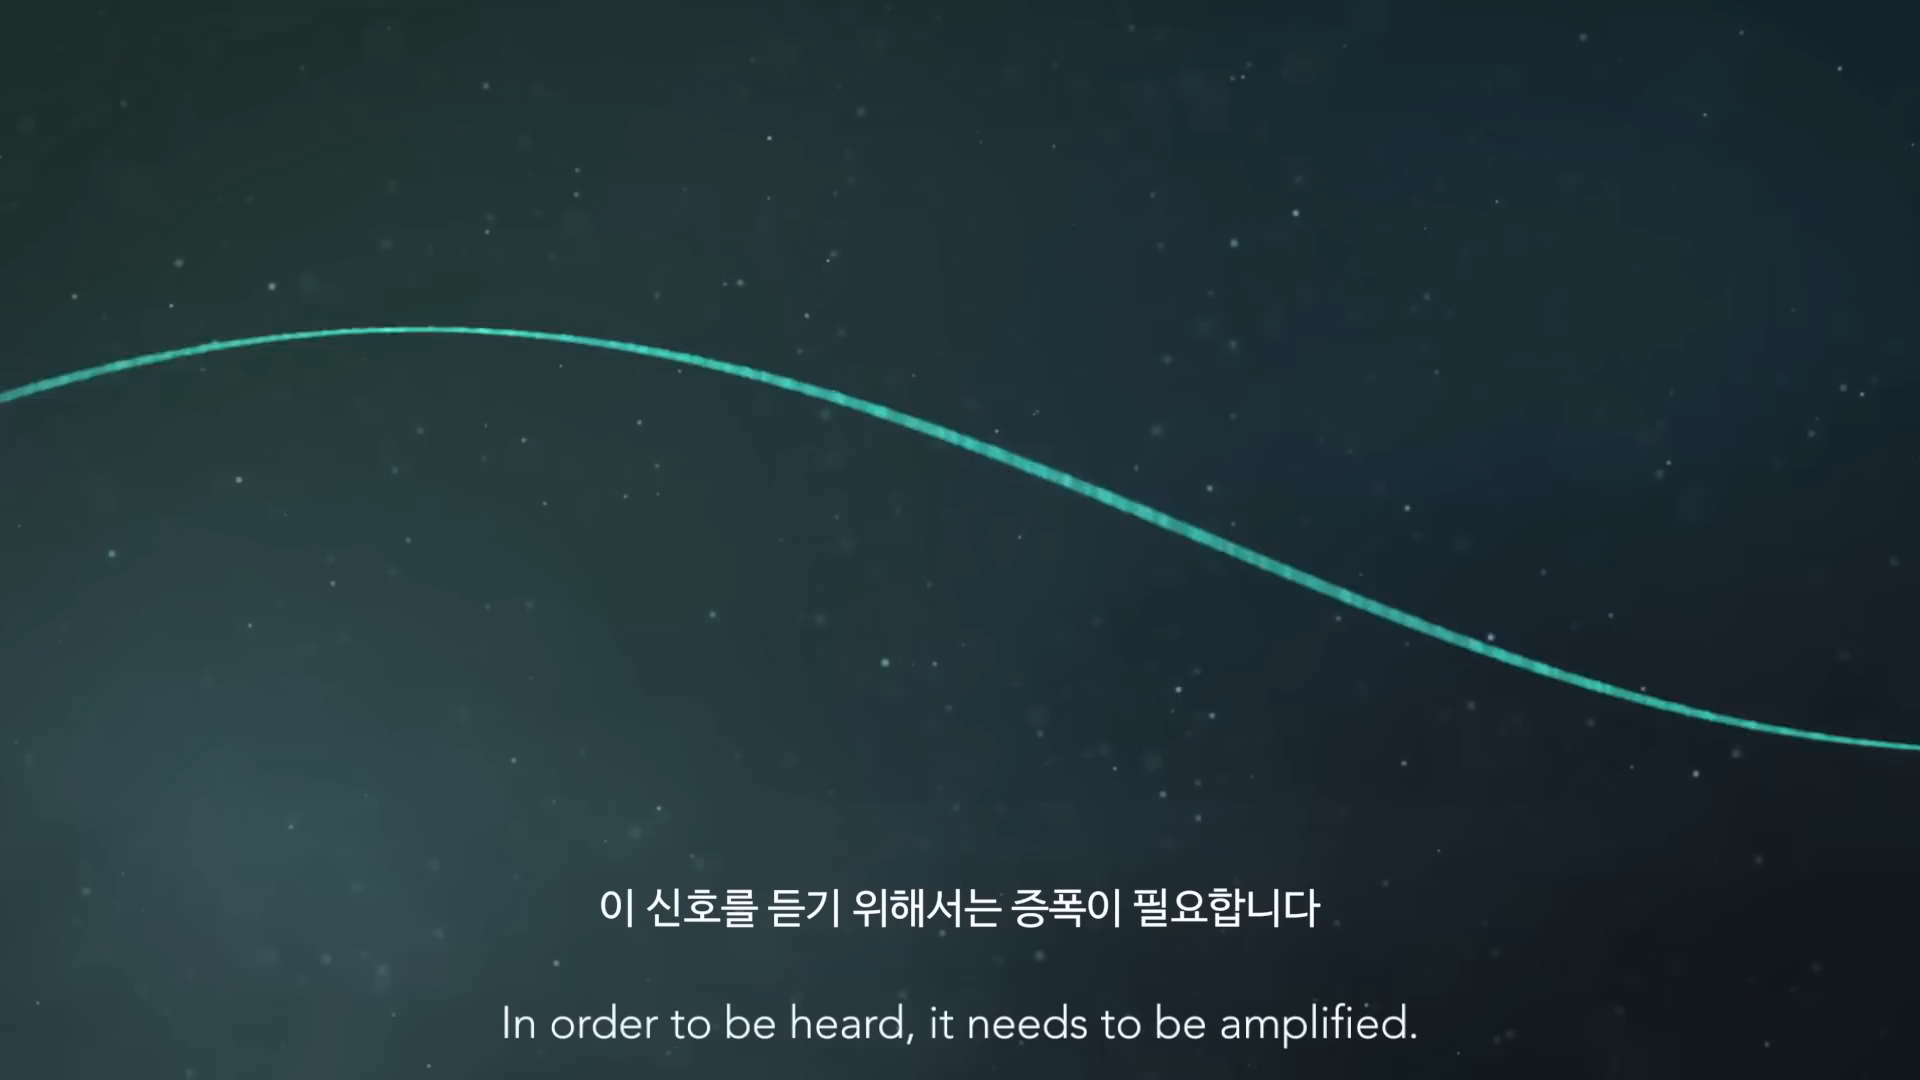 이 신호를 듣기 위해서는 증폭이 필요합니다
In order to be heard, it needs to be amplified.